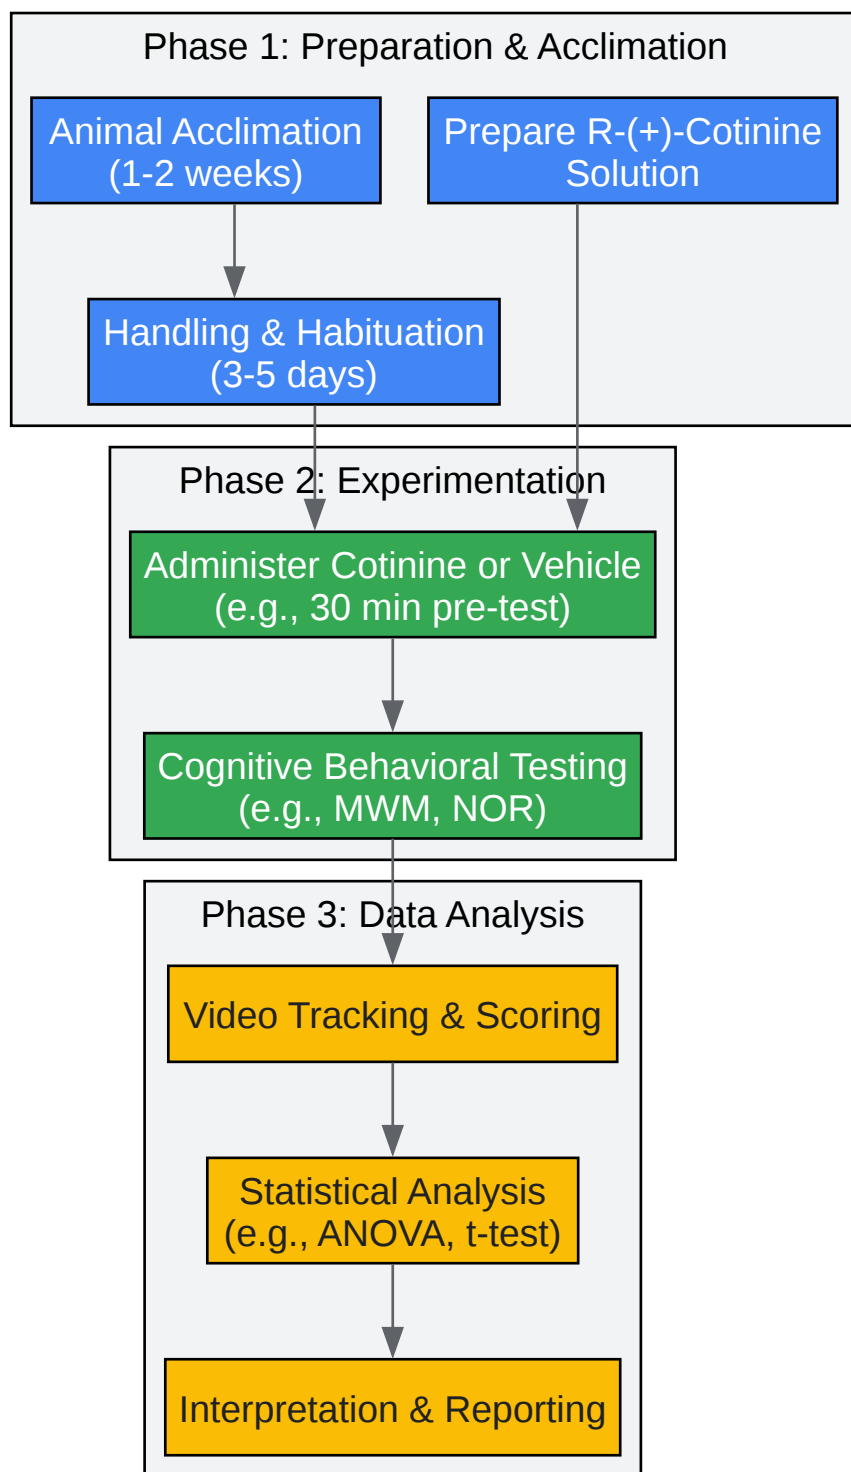 Phase 1: Preparation & Acclimation
Animal Acclimation
(1-2 weeks)
Prepare R-(+)-Cotinine
Solution
Handling & Habituation
(3-5 days)
Phase 2: Experimentation
Administer Cotinine or Vehicle
(e.g., 30 min pre-test)
Cognitive Behavioral Testing
(e.g., MWM, NOR)
Phase 3: Data Analysis
Video Tracking & Scoring
Statistical Analysis
(e.g., ANOVA, t-test)
Interpretation & Reporting